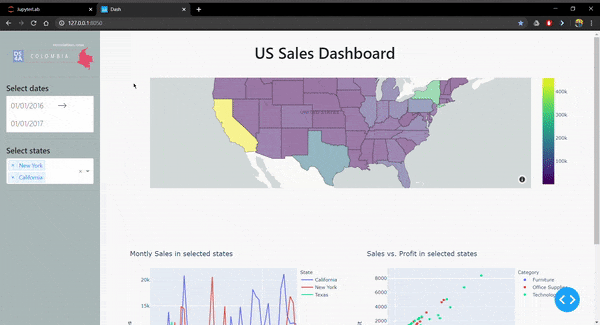 JupyterLab
Dash
127.0.0.1:8050
DS
4A
COLOMBIA
US Sales Dashboard
Select dates
01/01/2016
01/01/2017
Select states
× New York
× California
400k
300k
200k
100k
Montly Sales in selected states
20k
15k
State
California
New York
Texas
Sales vs. Profit in selected states
8000
6000
4000
2000
Category
Furniture
Office Supplies